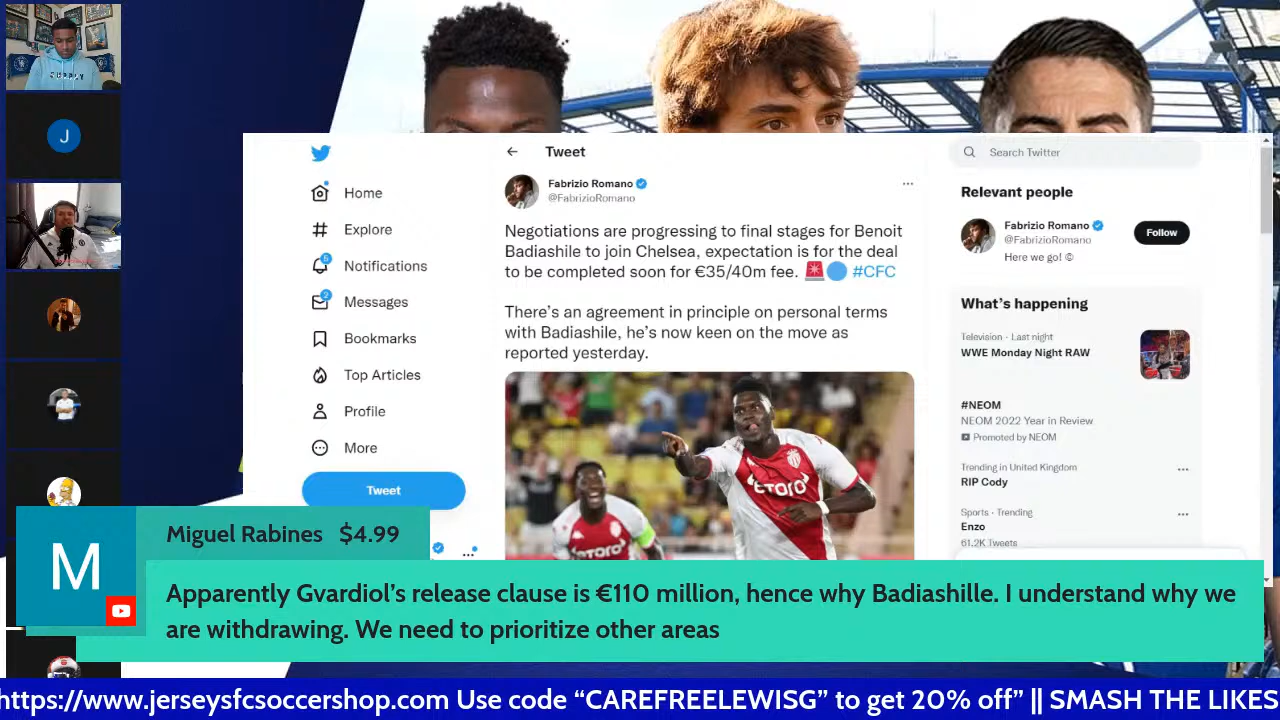 J
Home
Explore
5
Notifications
2
Messages
Bookmarks
Top Articles
Profile
More
Tweet
Tweet
Fabrizio Romano
@FabrizioRomano
Negotiations are progressing to final stages for Benoit
Badiashile to join Chelsea, expectation is for the deal
to be completed soon for €35/40m fee. 🚨🔵 #CFC
There's an agreement in principle on personal terms
with Badiashile, he's now keen on the move as
reported yesterday.
eTORO
eTORO
Search Twitter
Relevant people
Fabrizio Romano
@FabrizioRomano
Follow
Here we go! ©
What's happening
Television · Last night
WWE Monday Night RAW
#NEOM
NEOM 2022 Year in Review
Promoted by NEOM
Trending in United Kingdom
RIP Cody
Sports · Trending
Enzo
61.2K Tweets
M
Miguel Rabines $4.99
Apparently Gvardiol's release clause is €110 million, hence why Badiashille. I understand why we
are withdrawing. We need to prioritize other areas
https://www.jerseysfcsoccershop.com Use code “CAREFREELEWISG” to get 20% off” || SMASH THE LIKES